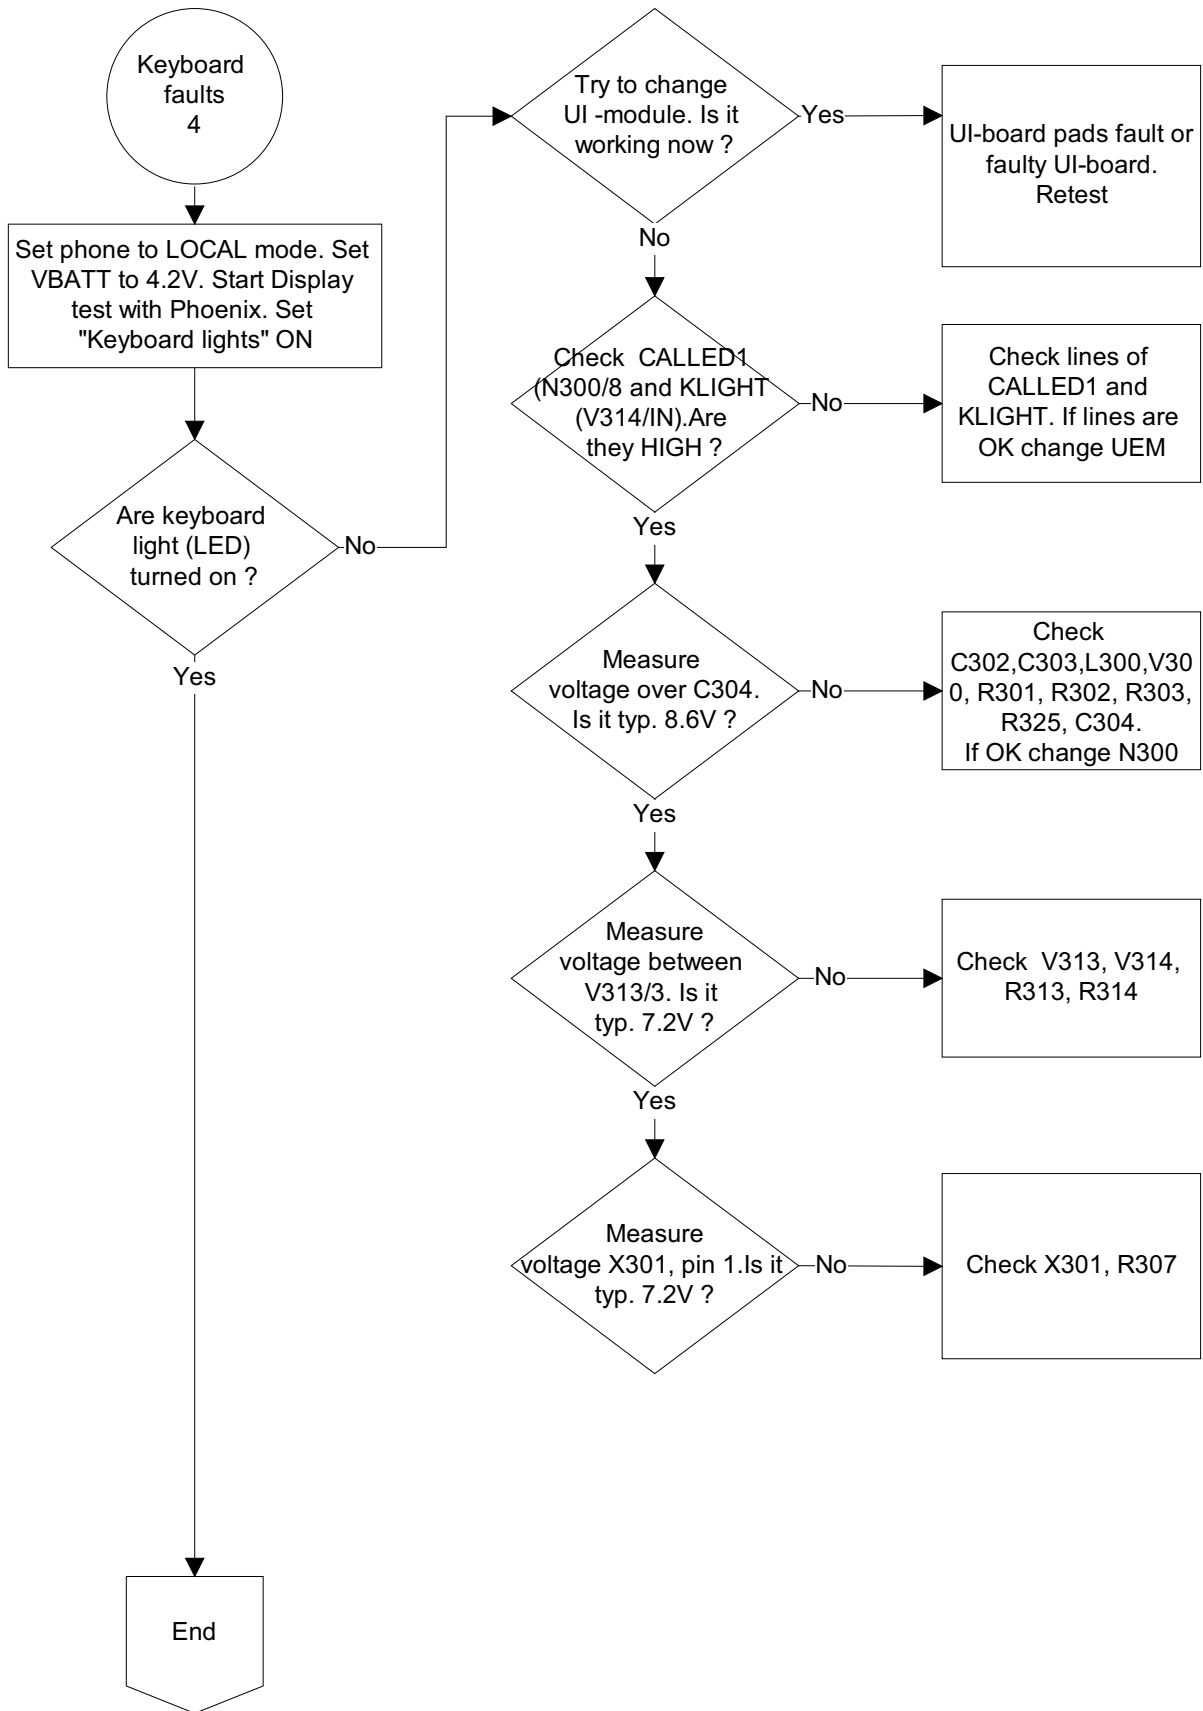 Keyboard
faults
4
Set phone to LOCAL mode. Set
VBATT to 4.2V. Start Display
test with Phoenix. Set
"Keyboard lights" ON
Are keyboard
light (LED)
turned on ?
No
Yes
End
Try to change
UI -module. Is it
working now ?
Yes
UI-board pads fault or
faulty UI-board.
Retest
No
Check CALLED1
(N300/8 and KLIGHT
(V314/IN).Are
they HIGH ?
No
Check lines of
CALLED1 and
KLIGHT. If lines are
OK change UEM
Yes
Measure
voltage over C304.
Is it typ. 8.6V ?
No
Check
C302,C303,L300,V30
0, R301, R302, R303,
R325, C304.
If OK change N300
Yes
Measure
voltage between
V313/3. Is it
typ. 7.2V ?
No
Check V313, V314,
R313, R314
Yes
Measure
voltage X301, pin 1.Is it
typ. 7.2V ?
No
Check X301, R307